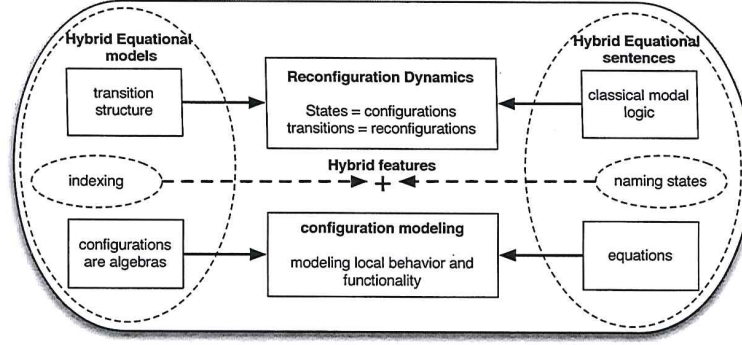 Hybrid Equational
models
transition
structure
indexing
configurations
are algebras
Reconfiguration Dynamics
States = configurations
transitions = reconfigurations
Hybrid features
+
configuration modeling
modeling local behavior and
functionality
Hybrid Equational
sentences
classical modal
logic
naming states
equations